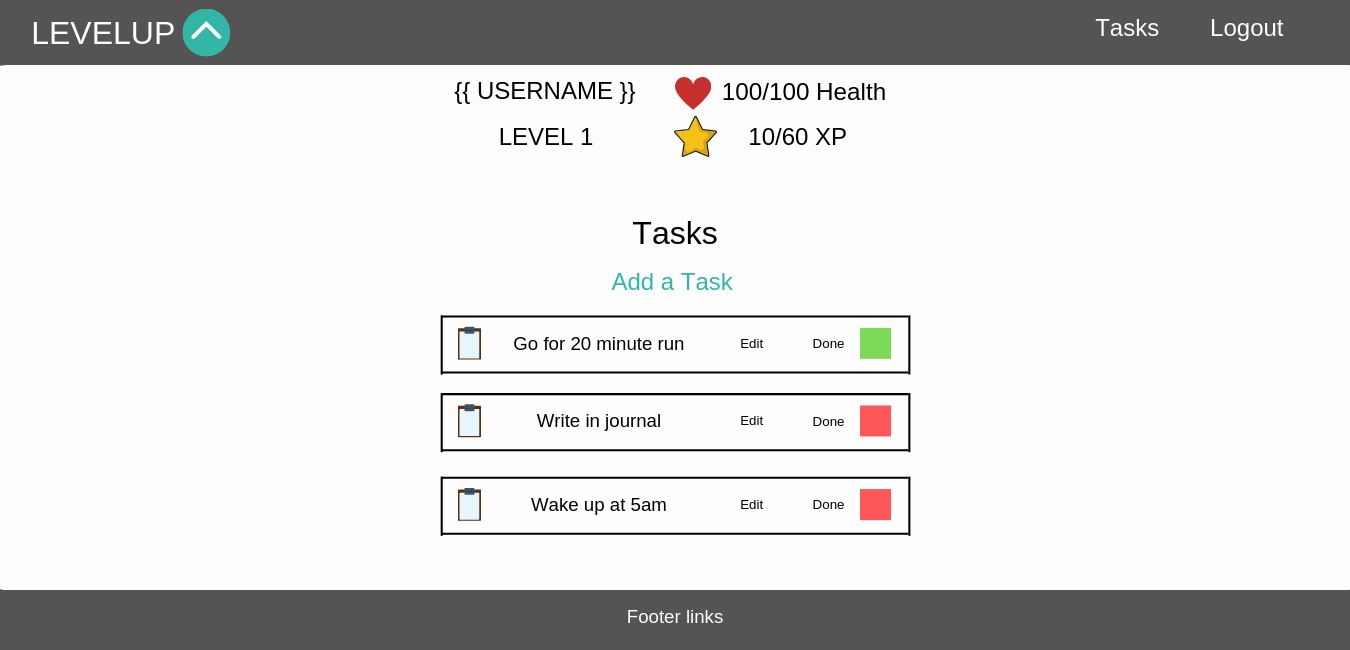 LEVELUP
Tasks Logout
{{ USERNAME }} 100/100 Health
LEVEL 1 10/60 XP
Tasks
Add a Task
Go for 20 minute run Edit Done
Write in journal Edit Done
Wake up at 5am Edit Done
Footer links